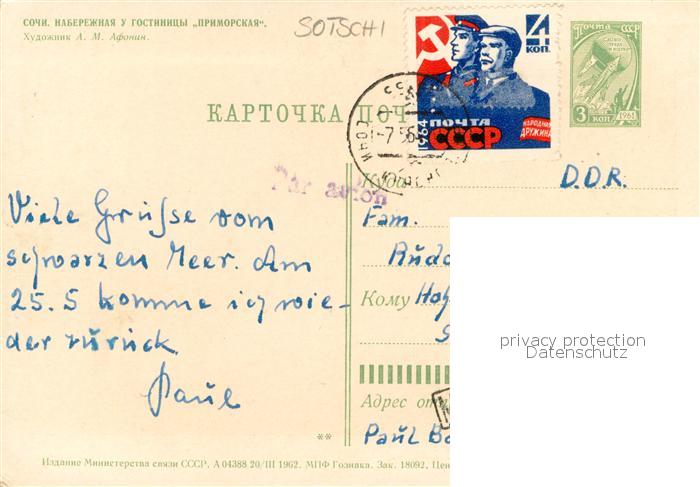 СОЧИ. НАБЕРЕЖНАЯ У ГОСТИНИЦЫ „ПРИМОРСКАЯ“.
Художник А. М. Афонин.
SOTSCHI
4 КОП.
1964 ПОЧТА СССР
НАРОДНАЯ ДРУЖИНА
ПОЧТА СССР
3 КОП. 1961
КАРТОЧКА ПОЧ
Par avion
Куда
D.D.R.
Viele Grüße vom
schwarzen Meer. Am
25.5 komme ich wie-
der zurück
Paul
Fam.
Кому
privacy protection
Datenschutz
Адрес от
Paul
**
Издание Министерства связи СССР. А 04388 20/III 1962. МПФ Гознака. Зак. 18092. Цен